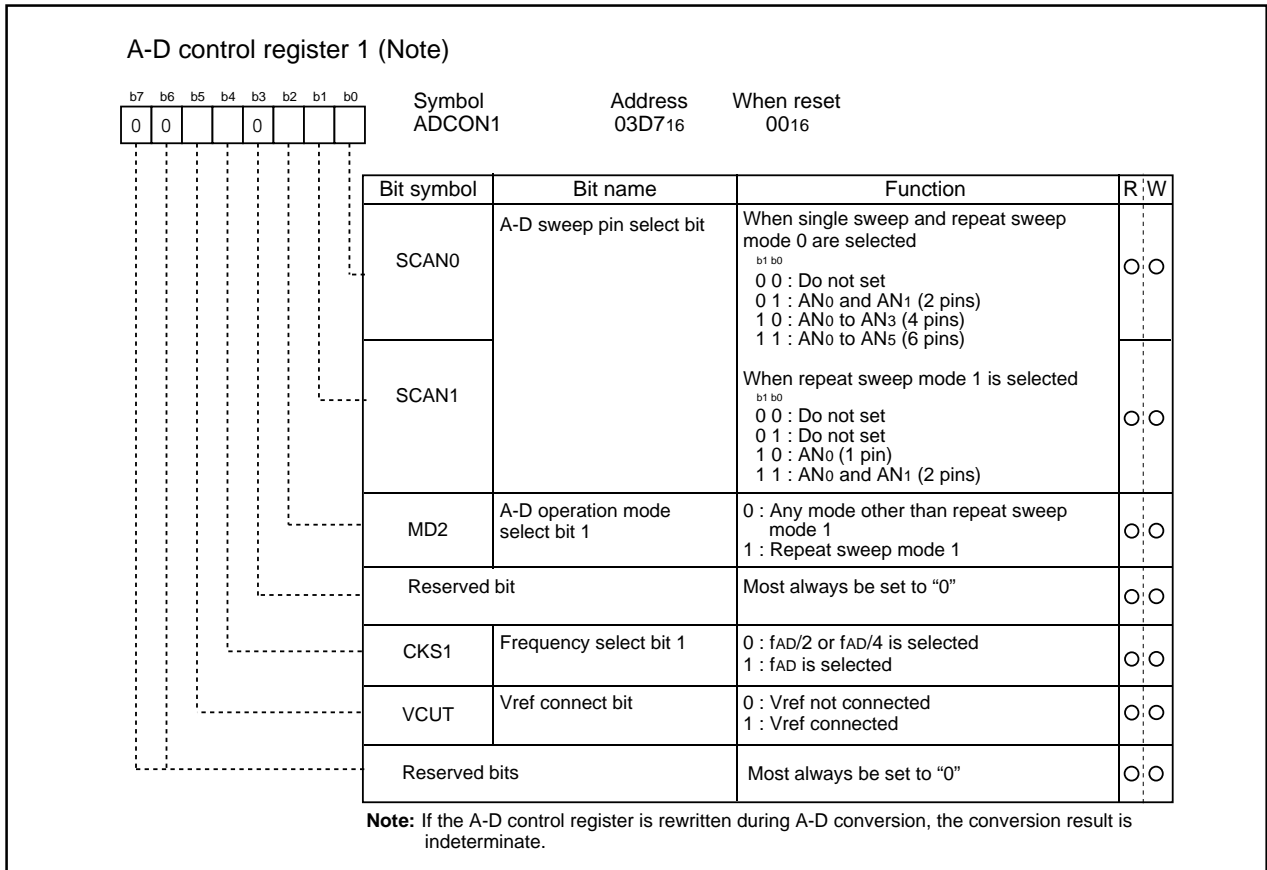 A-D control register 1 (Note)
b7 b6 b5 b4 b3 b2 b1 b0
0 0 0
Symbol Address When reset
ADCON1 03D716 0016
Bit symbol Bit name Function R W
SCAN0
A-D sweep pin select bit
When single sweep and repeat sweep
mode 0 are selected
b1 b0
0 0 : Do not set
0 1 : AN0 and AN1 (2 pins)
1 0 : AN0 to AN3 (4 pins)
1 1 : AN0 to AN5 (6 pins)
SCAN1
When repeat sweep mode 1 is selected
b1 b0
0 0 : Do not set
0 1 : Do not set
1 0 : AN0 (1 pin)
1 1 : AN0 and AN1 (2 pins)
MD2
A-D operation mode
select bit 1
0 : Any mode other than repeat sweep
mode 1
1 : Repeat sweep mode 1
Reserved bit
Most always be set to “0”
CKS1
Frequency select bit 1
0 : fAD/2 or fAD/4 is selected
1 : fAD is selected
VCUT
Vref connect bit
0 : Vref not connected
1 : Vref connected
Reserved bits
Most always be set to “0”
Note: If the A-D control register is rewritten during A-D conversion, the conversion result is
indeterminate.